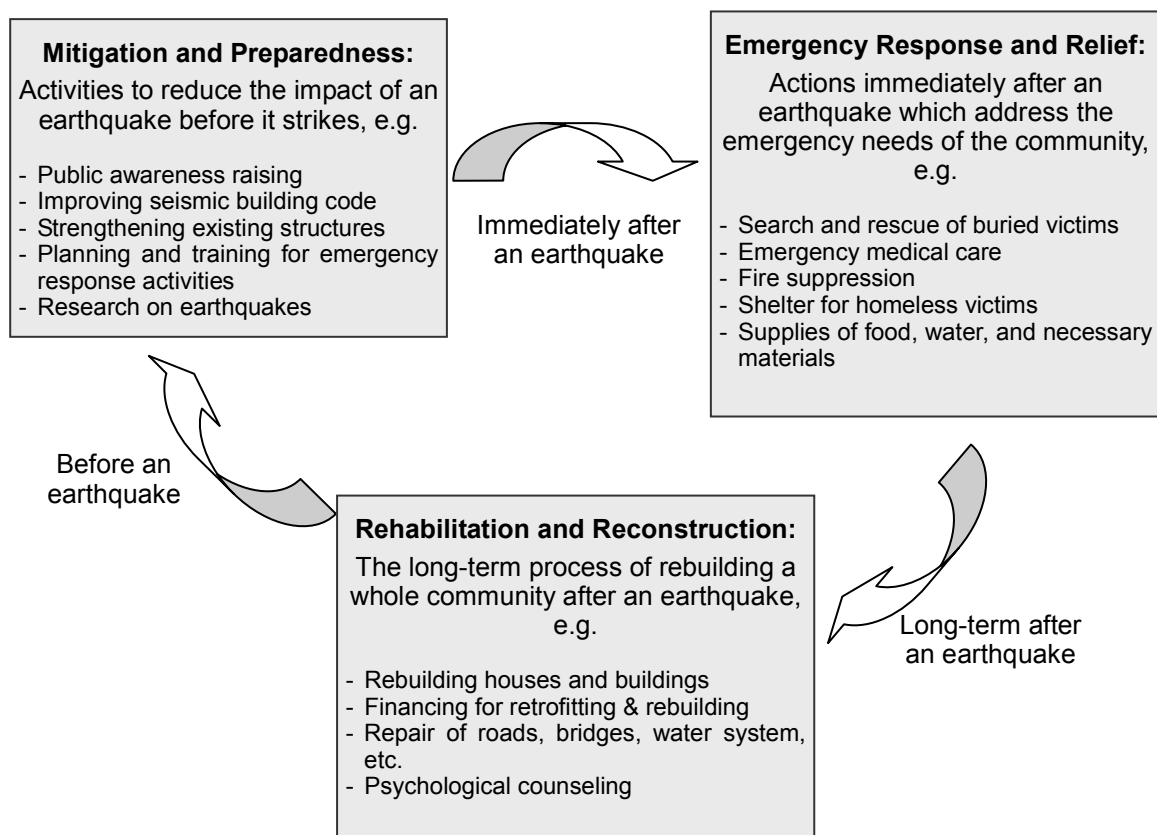 Mitigation and Preparedness:
Activities to reduce the impact of an
earthquake before it strikes, e.g.
- Public awareness raising
- Improving seismic building code
- Strengthening existing structures
- Planning and training for emergency
response activities
- Research on earthquakes
Immediately after
an earthquake
Emergency Response and Relief:
Actions immediately after an
earthquake which address the
emergency needs of the community,
e.g.
- Search and rescue of buried victims
- Emergency medical care
- Fire suppression
- Shelter for homeless victims
- Supplies of food, water, and necessary
materials
Before an
earthquake
Rehabilitation and Reconstruction:
The long-term process of rebuilding a
whole community after an earthquake,
e.g.
- Rebuilding houses and buildings
- Financing for retrofitting & rebuilding
- Repair of roads, bridges, water system,
etc.
- Psychological counseling
Long-term after
an earthquake